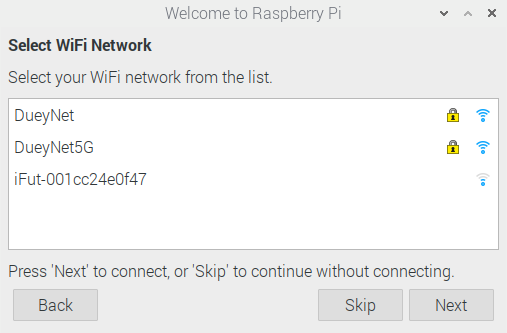 Welcome to Raspberry Pi
Select WiFi Network
Select your WiFi network from the list.
DueyNet
DueyNet5G
iFut-001cc24e0f47
Press 'Next' to connect, or 'Skip' to continue without connecting.
Back Skip Next